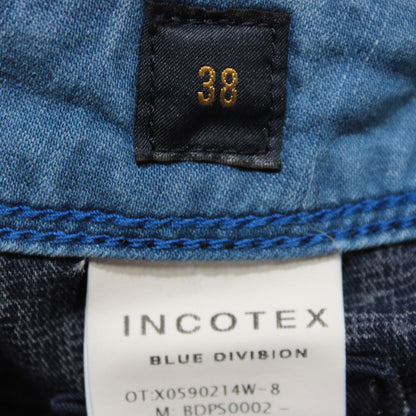 38
INCOTEX
BLUE DIVISION
OT:X0590214W-8
M: BDPS0002 -